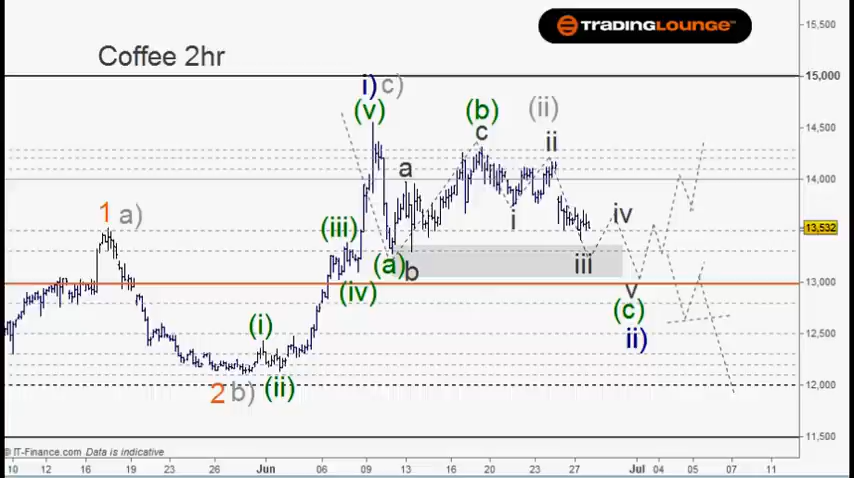 TRADINGLOUNGE™
Coffee 2hr
15,500
15,000
14,500
14,000
13,532
13,000
12,500
12,000
11,500
i) c)
(v)
(b)
c
(ii)
ii
a
1 a)
(iii)
i
iv
(a) b
iii
(iv)
v
(c)
ii)
(i)
2 b) (ii)
© IT-Finance.com Data is indicative
10 12 16 19 23 26 Jun 06 09 13 16 20 23 27 Jul 04 05 07 11